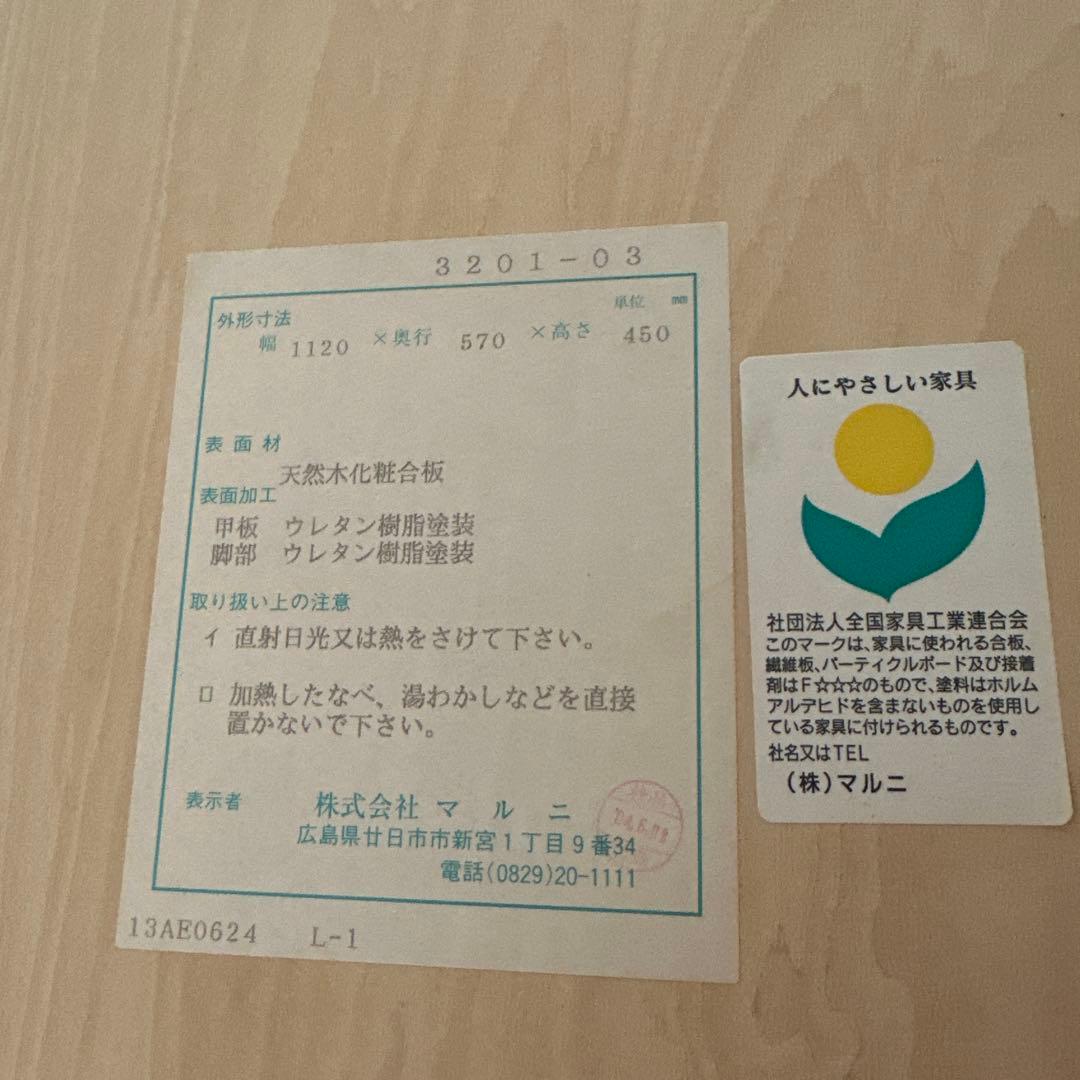 3201-03
外形寸法
単位 mm
幅 1120 ×奥行 570 ×高さ 450
表面材
天然木化粧合板
表面加工
甲板 ウレタン樹脂塗装
脚部 ウレタン樹脂塗装
取り扱い上の注意
イ 直射日光又は熱をさけて下さい。
ロ 加熱したなべ、湯わかしなどを直接
置かないで下さい。
表示者 株式会社 マルニ
広島県廿日市市新宮1丁目9番34
電話(0829)20-1111
13AE0624 L-1
人にやさしい家具
社団法人全国家具工業連合会
このマークは、家具に使われる合板、
繊維板、パーティクルボード及び接着
剤はF☆☆☆のもので、塗料はホルム
アルデヒドを含まないものを使用し
ている家具に付けられるものです。
社名又はTEL
(株)マルニ